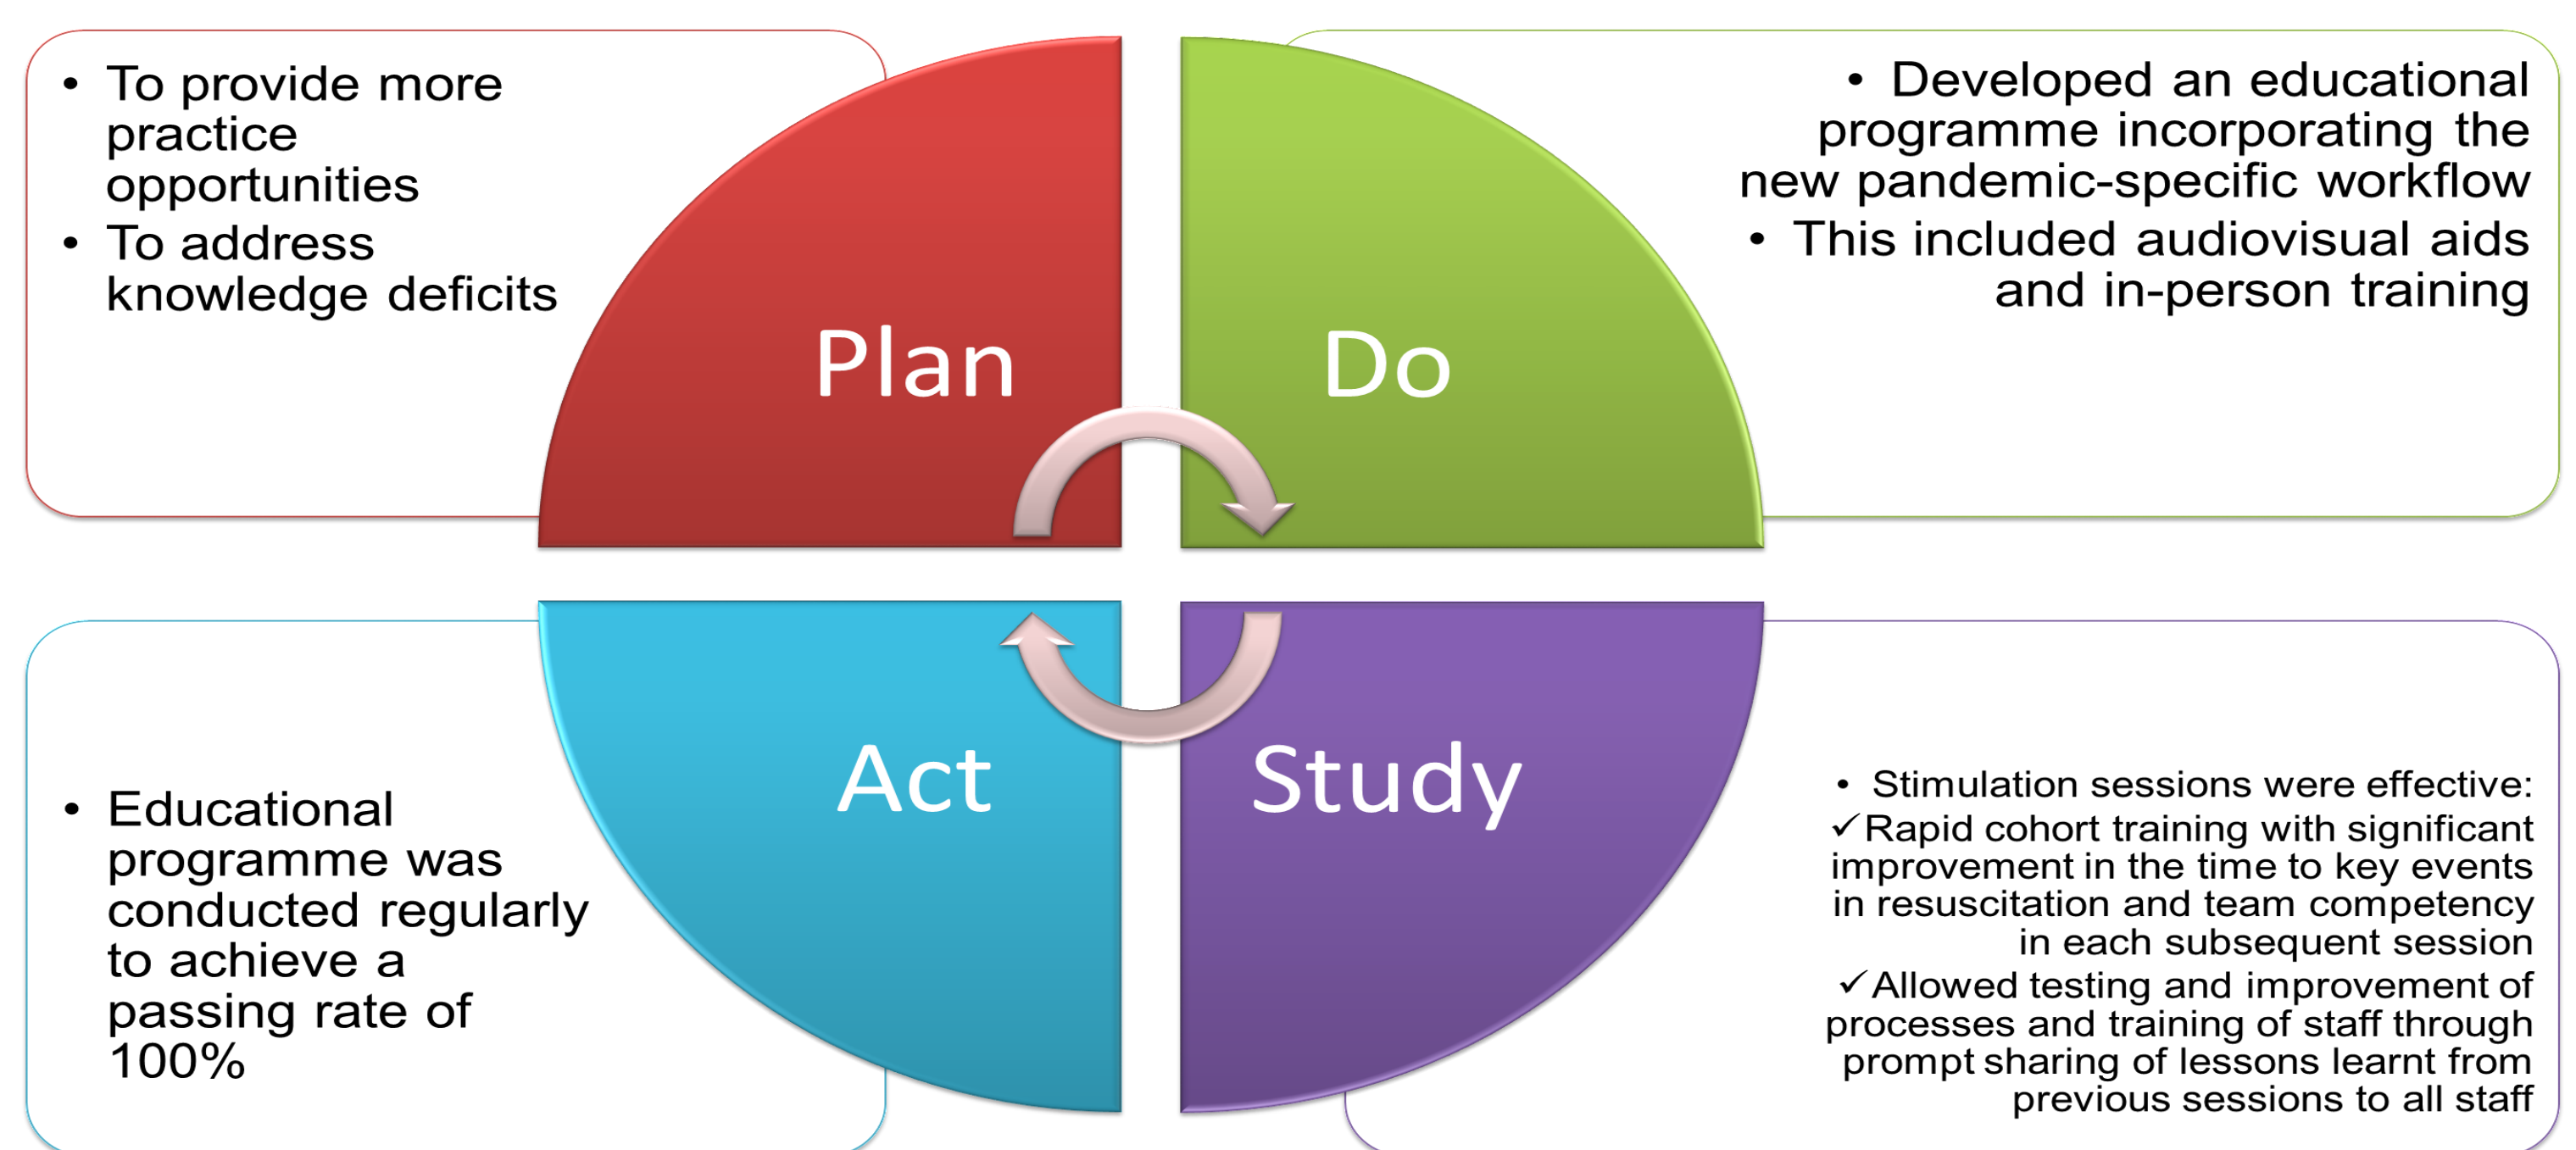 • To provide more
practice
opportunities
• To address
knowledge deficits
Plan
Do
• Developed an educational
programme incorporating the
new pandemic-specific workflow
• This included audiovisual aids
and in-person training
Act
• Educational
programme was
conducted regularly
to achieve a
passing rate of
100%
Study
• Stimulation sessions were effective:
✓Rapid cohort training with significant
improvement in the time to key events
in resuscitation and team competency
in each subsequent session
✓Allowed testing and improvement of
processes and training of staff through
prompt sharing of lessons learnt from
previous sessions to all staff